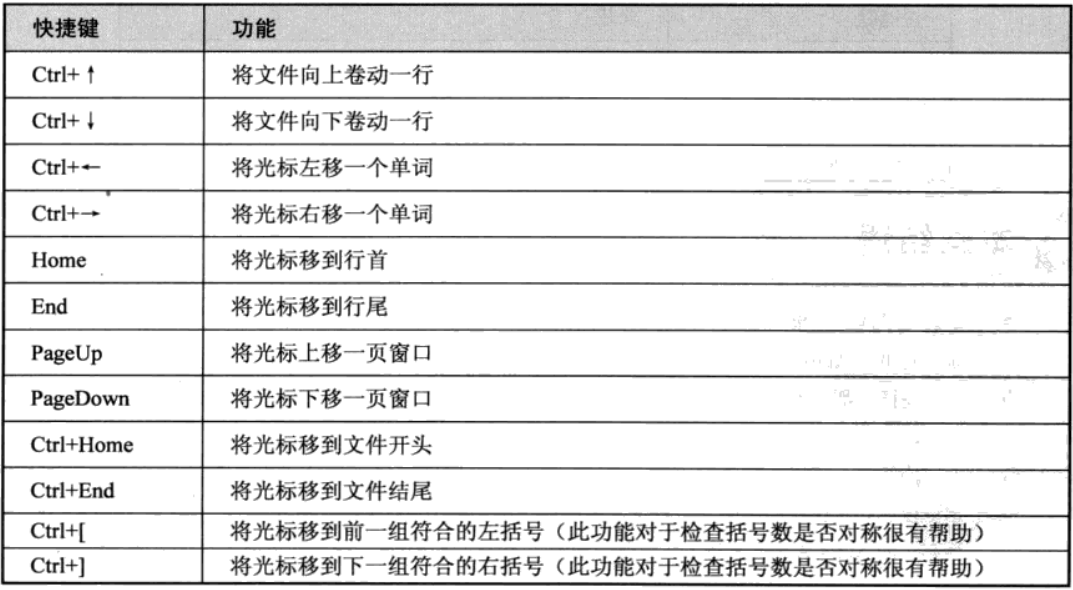 快捷键 功能
Ctrl+↑ 将文件向上卷动一行
Ctrl+↓ 将文件向下卷动一行
Ctrl+← 将光标左移一个单词
Ctrl+→ 将光标右移一个单词
Home 将光标移到行首
End 将光标移到行尾
PageUp 将光标上移一页窗口
PageDown 将光标下移一页窗口
Ctrl+Home 将光标移到文件开头
Ctrl+End 将光标移到文件结尾
Ctrl+[ 将光标移到前一组符合的左括号（此功能对于检查括号数是否对称很有帮助）
Ctrl+] 将光标移到下一组符合的右括号（此功能对于检查括号数是否对称很有帮助）